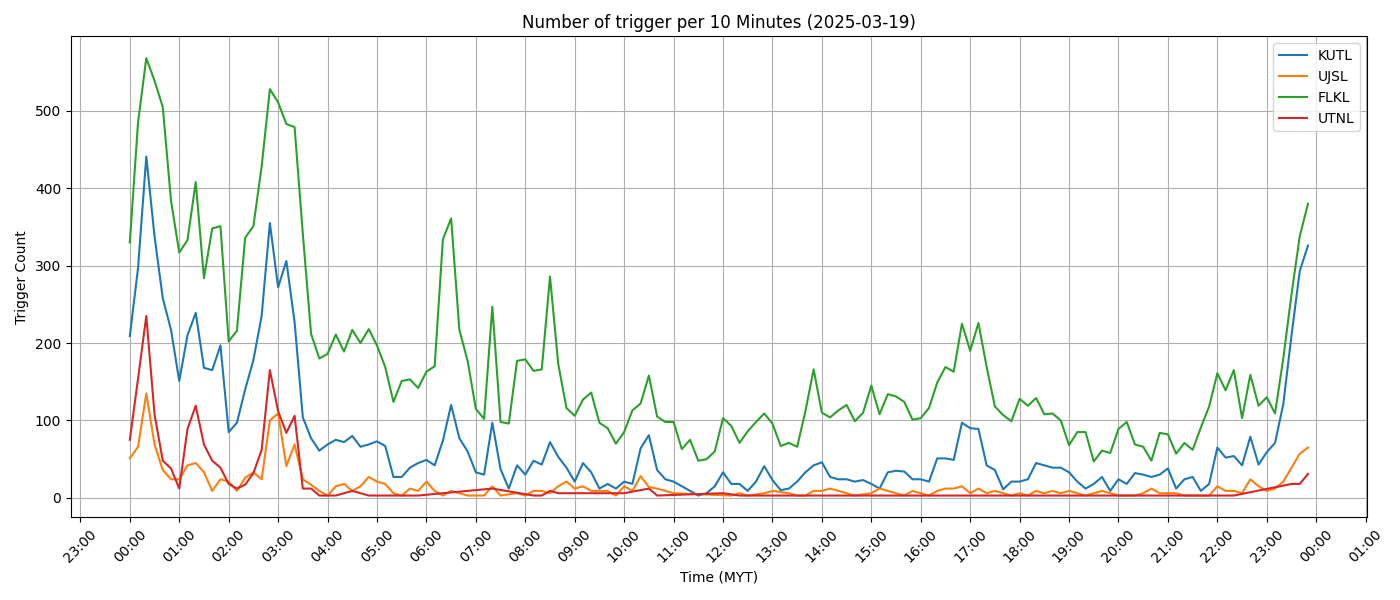 Number of trigger per 10 Minutes (2025-03-19)
KUTL
UJSL
FLKL
UTNL
Trigger Count
500
400
300
200
100
0
23:00 00:00 01:00 02:00 03:00 04:00 05:00 06:00 07:00 08:00 09:00 10:00 11:00 12:00 13:00 14:00 15:00 16:00 17:00 18:00 19:00 20:00 21:00 22:00 23:00 00:00 01:00
Time (MYT)